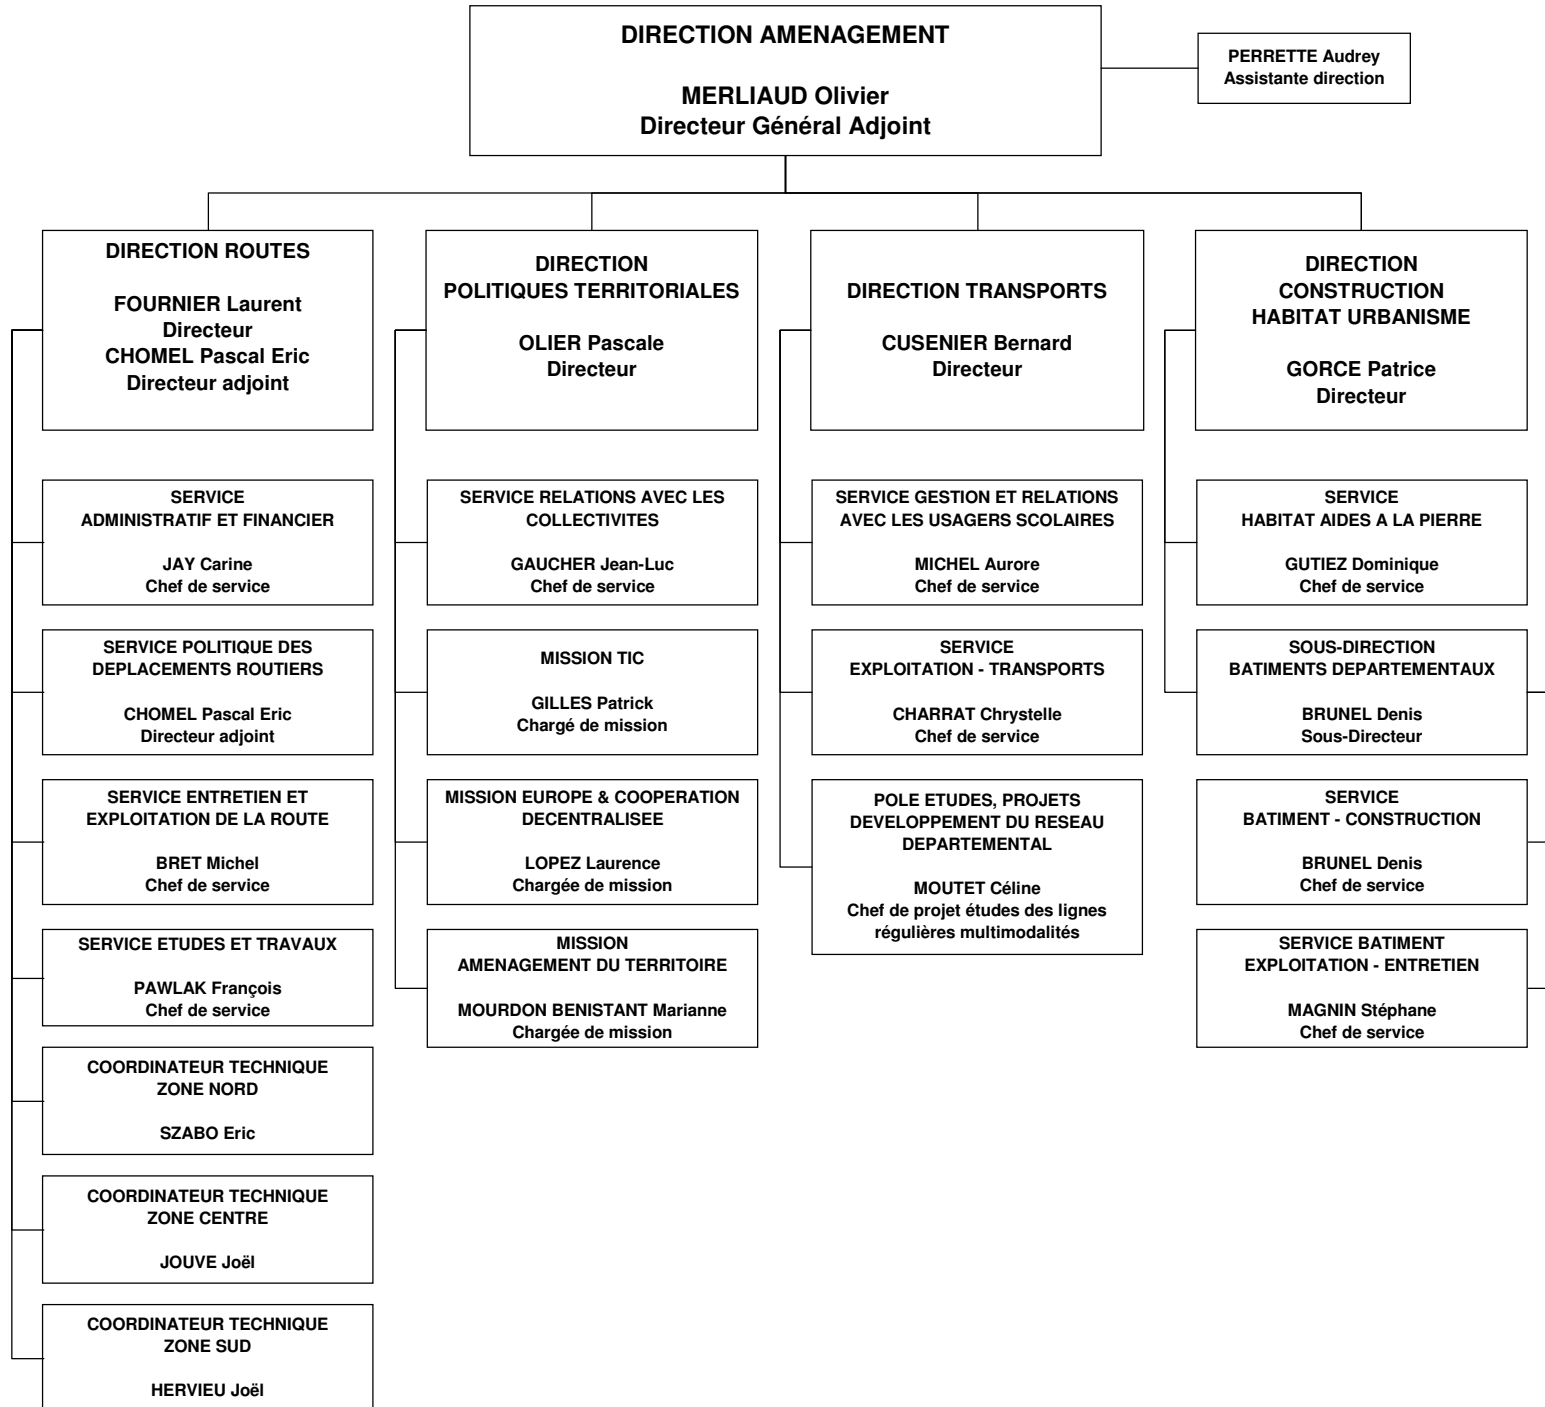 DIRECTION AMENAGEMENT
MERLIAUD Olivier
Directeur Général Adjoint
PERRETTE Audrey
Assistante direction
DIRECTION ROUTES
FOURNIER Laurent
Directeur
CHOMEL Pascal Eric
Directeur adjoint
DIRECTION
POLITIQUES TERRITORIALES
OLIER Pascale
Directeur
DIRECTION TRANSPORTS
CUSENIER Bernard
Directeur
DIRECTION
CONSTRUCTION
HABITAT URBANISME
GORCE Patrice
Directeur
SERVICE
ADMINISTRATIF ET FINANCIER
JAY Carine
Chef de service
SERVICE RELATIONS AVEC LES
COLLECTIVITES
GAUCHER Jean-Luc
Chef de service
SERVICE GESTION ET RELATIONS
AVEC LES USAGERS SCOLAIRES
MICHEL Aurore
Chef de service
SERVICE
HABITAT AIDES A LA PIERRE
GUTIEZ Dominique
Chef de service
SERVICE POLITIQUE DES
DEPLACEMENTS ROUTIERS
CHOMEL Pascal Eric
Directeur adjoint
MISSION TIC
GILLES Patrick
Chargé de mission
SERVICE
EXPLOITATION - TRANSPORTS
CHARRAT Chrystelle
Chef de service
SOUS-DIRECTION
BATIMENTS DEPARTEMENTAUX
BRUNEL Denis
Sous-Directeur
SERVICE ENTRETIEN ET
EXPLOITATION DE LA ROUTE
BRET Michel
Chef de service
MISSION EUROPE & COOPERATION
DECENTRALISEE
LOPEZ Laurence
Chargée de mission
POLE ETUDES, PROJETS
DEVELOPPEMENT DU RESEAU
DEPARTEMENTAL
MOUTET Céline
Chef de projet études des lignes
régulières multimodalités
SERVICE
BATIMENT - CONSTRUCTION
BRUNEL Denis
Chef de service
SERVICE ETUDES ET TRAVAUX
PAWLAK François
Chef de service
MISSION
AMENAGEMENT DU TERRITOIRE
MOURDON BENISTANT Marianne
Chargée de mission
SERVICE BATIMENT
EXPLOITATION - ENTRETIEN
MAGNIN Stéphane
Chef de service
COORDINATEUR TECHNIQUE
ZONE NORD
SZABO Eric
COORDINATEUR TECHNIQUE
ZONE CENTRE
JOUVE Joël
COORDINATEUR TECHNIQUE
ZONE SUD
HERVIEU Joël